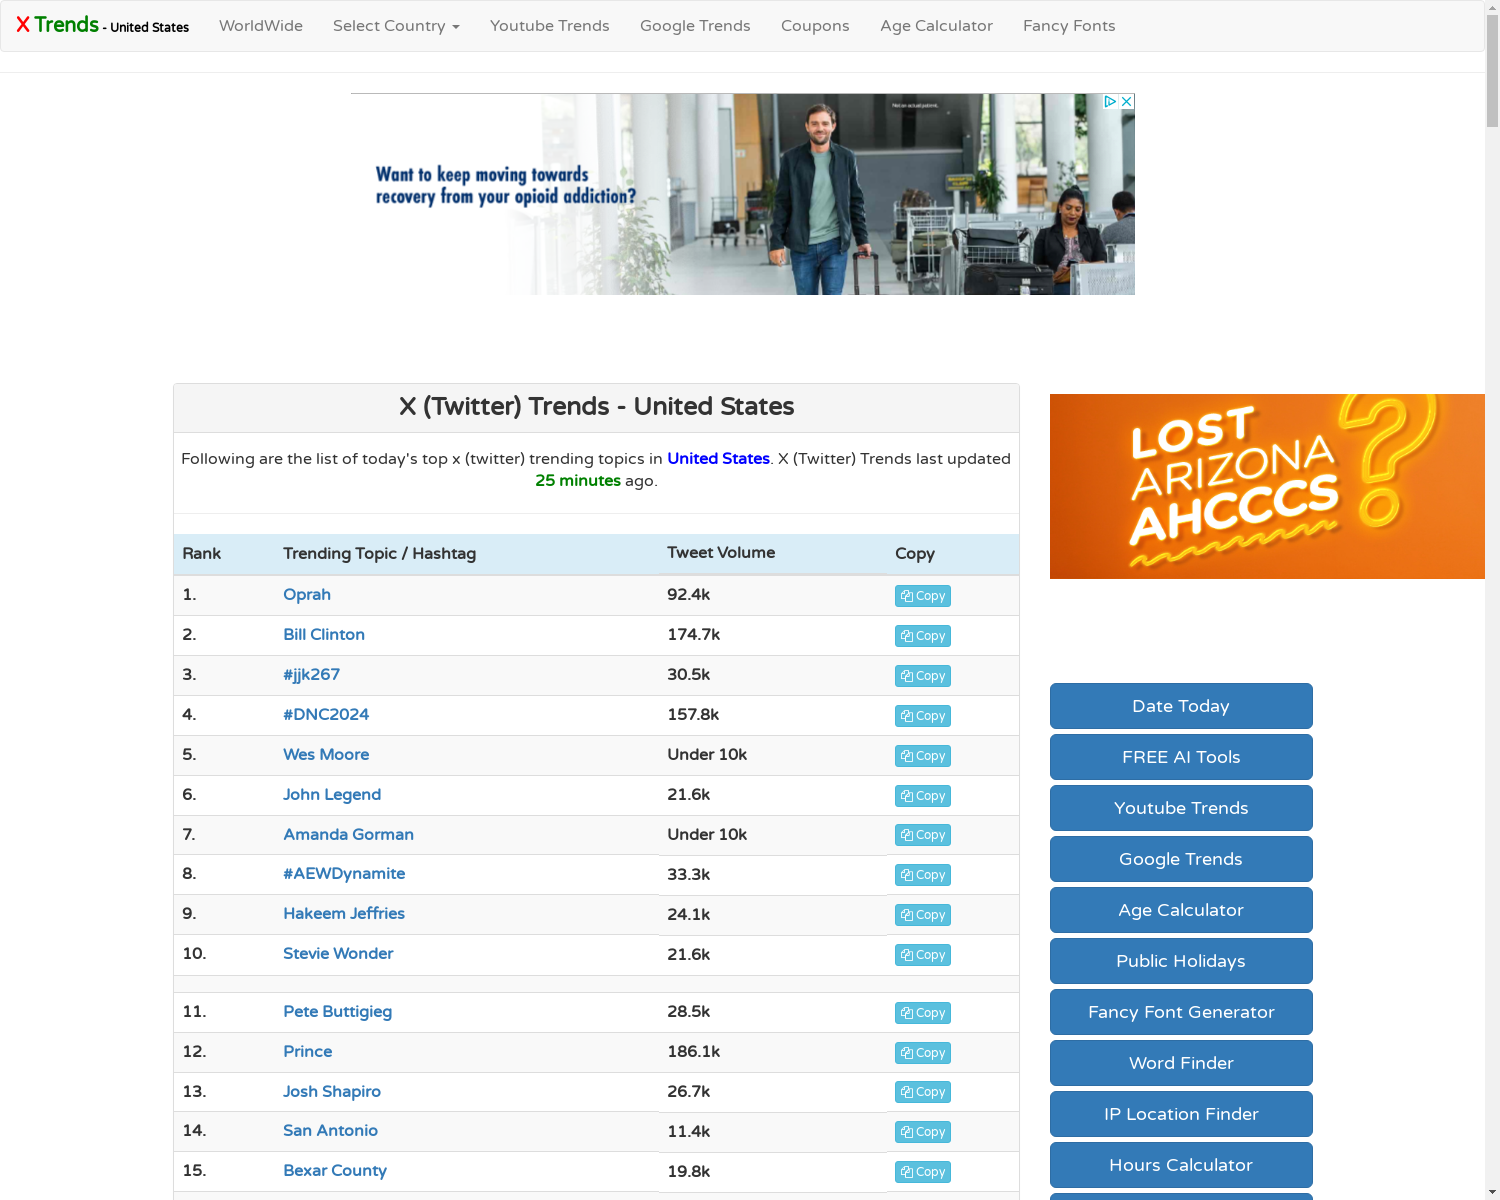 X Trends - United States WorldWide Select Country Youtube Trends Google Trends Coupons Age Calculator Fancy Fonts
Not an actual patient.
Want to keep moving towards
recovery from your opioid addiction?
X (Twitter) Trends - United States
Following are the list of today's top x (twitter) trending topics in United States. X (Twitter) Trends last updated
25 minutes ago.
Rank Trending Topic / Hashtag Tweet Volume Copy
1. Oprah 92.4k Copy
2. Bill Clinton 174.7k Copy
3. #jjk267 30.5k Copy
4. #DNC2024 157.8k Copy
5. Wes Moore Under 10k Copy
6. John Legend 21.6k Copy
7. Amanda Gorman Under 10k Copy
8. #AEWDynamite 33.3k Copy
9. Hakeem Jeffries 24.1k Copy
10. Stevie Wonder 21.6k Copy
11. Pete Buttigieg 28.5k Copy
12. Prince 186.1k Copy
13. Josh Shapiro 26.7k Copy
14. San Antonio 11.4k Copy
15. Bexar County 19.8k Copy
LOST
ARIZONA
AHCCCS
?
Date Today
FREE AI Tools
Youtube Trends
Google Trends
Age Calculator
Public Holidays
Fancy Font Generator
Word Finder
IP Location Finder
Hours Calculator